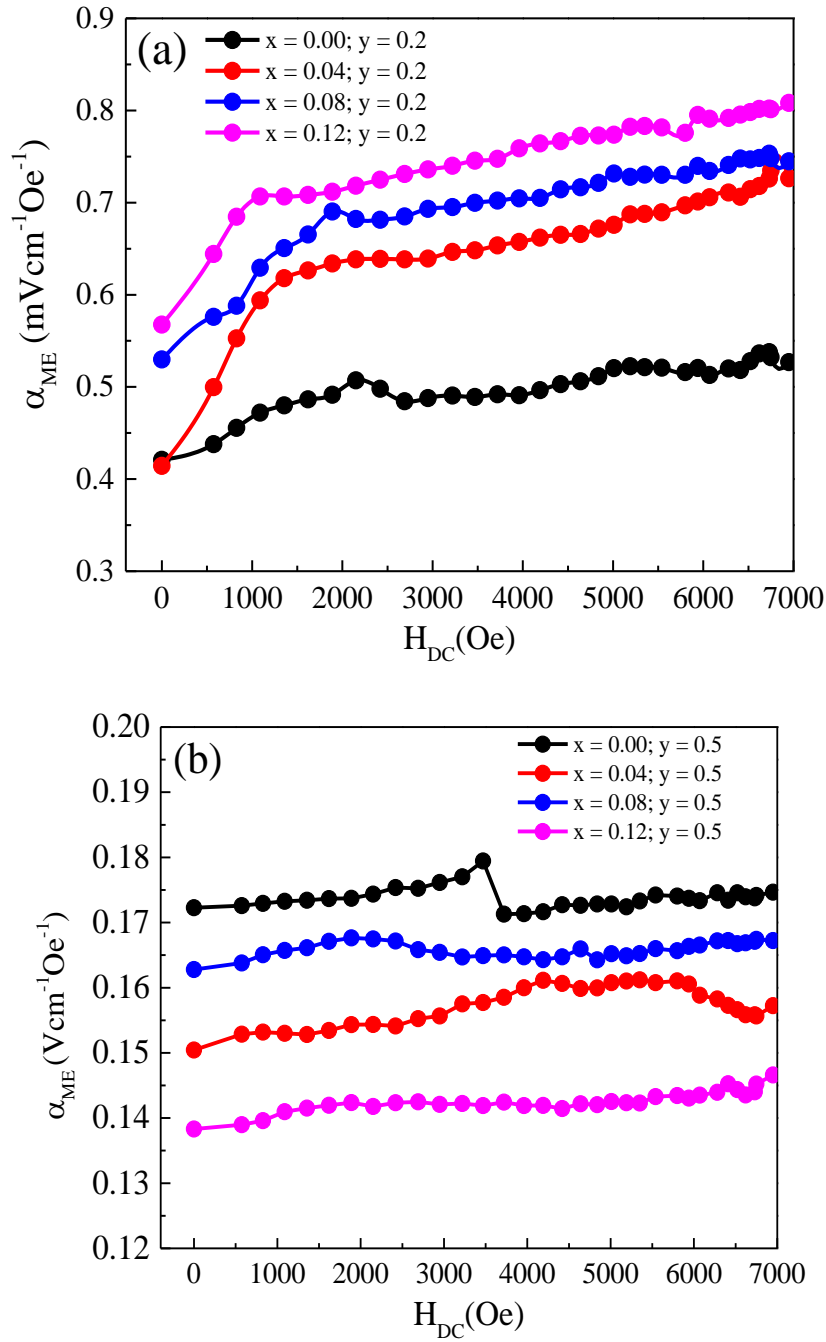 (a)
x = 0.00; y = 0.2
x = 0.04; y = 0.2
x = 0.08; y = 0.2
x = 0.12; y = 0.2
0.9
0.8
0.7
0.6
0.5
0.4
0.3
α_ME (mVcm⁻¹Oe⁻¹)
0 1000 2000 3000 4000 5000 6000 7000
H_DC(Oe)
(b)
x = 0.00; y = 0.5
x = 0.04; y = 0.5
x = 0.08; y = 0.5
x = 0.12; y = 0.5
0.20
0.19
0.18
0.17
0.16
0.15
0.14
0.13
0.12
α_ME (Vcm⁻¹Oe⁻¹)
0 1000 2000 3000 4000 5000 6000 7000
H_DC(Oe)